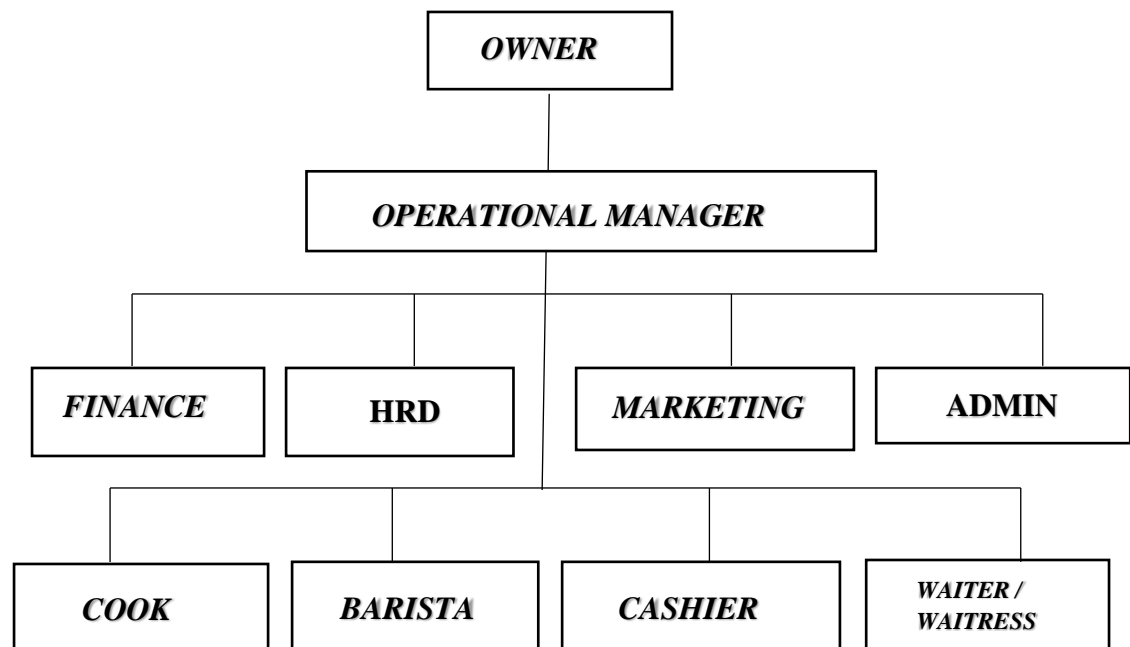 OWNER
OPERATIONAL MANAGER
FINANCE
HRD
MARKETING
ADMIN
COOK
BARISTA
CASHIER
WAITER /
WAITRESS